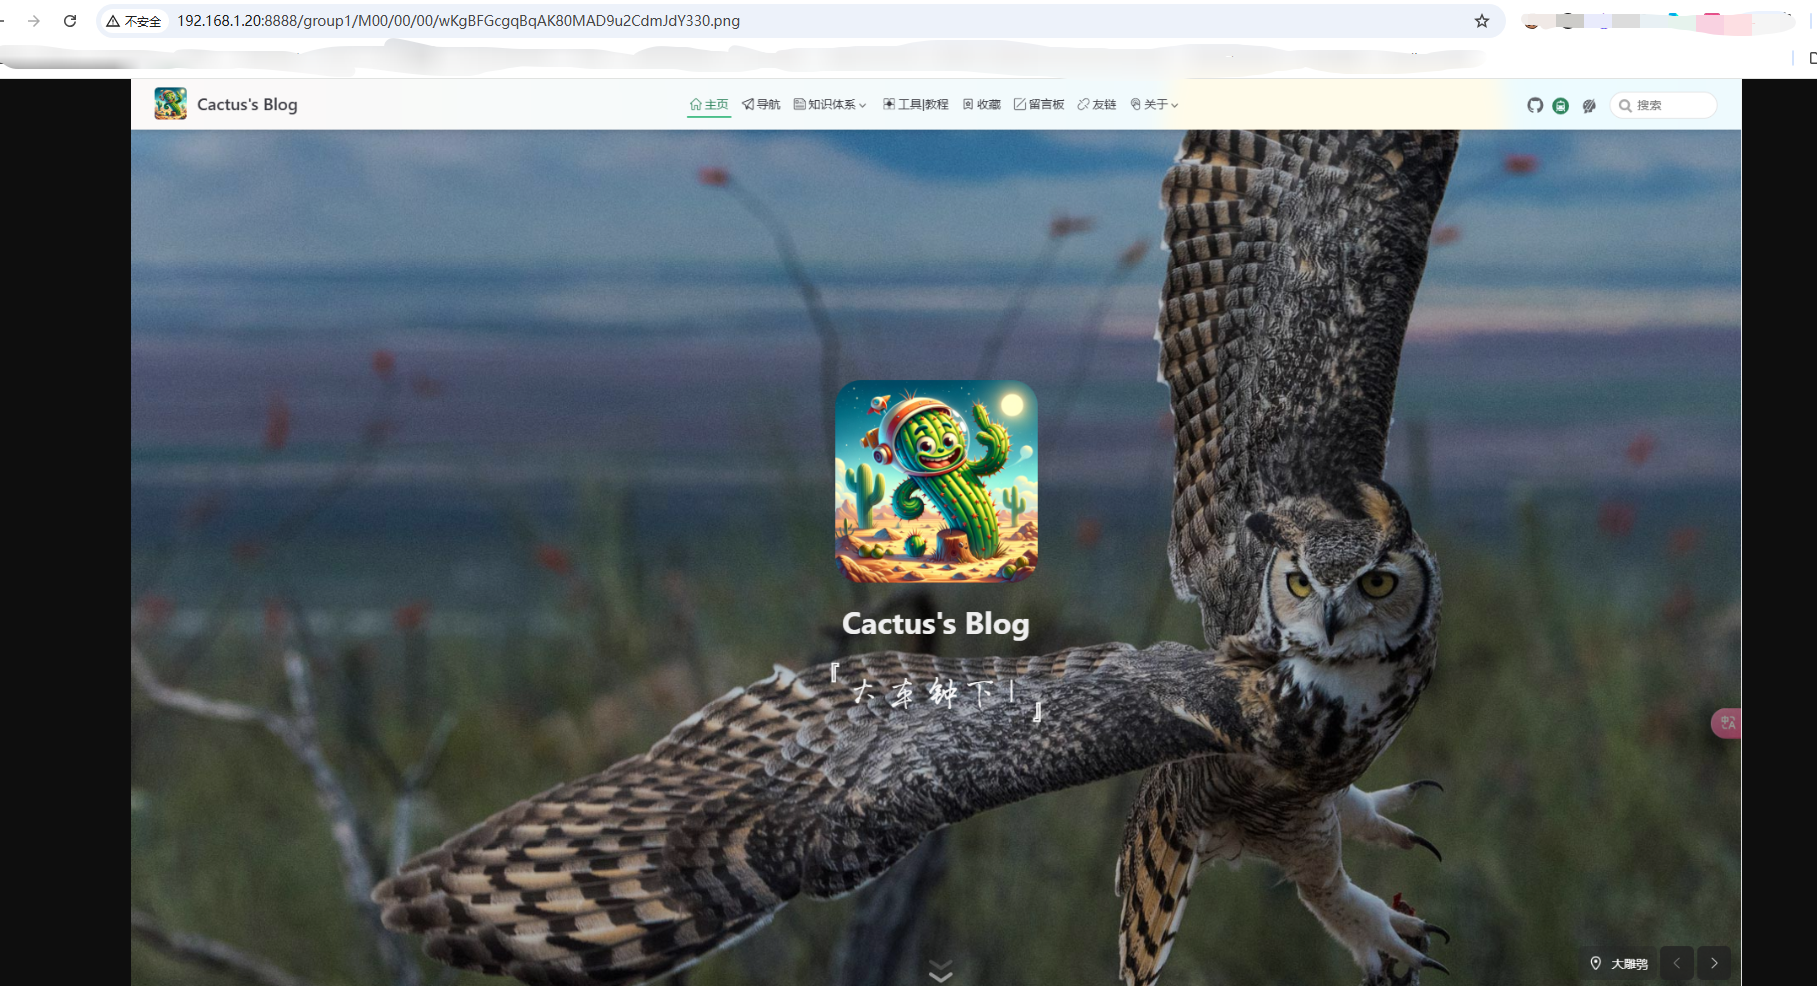 不安全 192.168.1.20:8888/group1/M00/00/00/wKgBFGcgqBqAK80MAD9u2CdmJdY330.png
Cactus's Blog 主页 导航 知识体系 工具|教程 收藏 留言板 友链 关于 搜索
Cactus's Blog
『大车钟下|』
大雕鸮